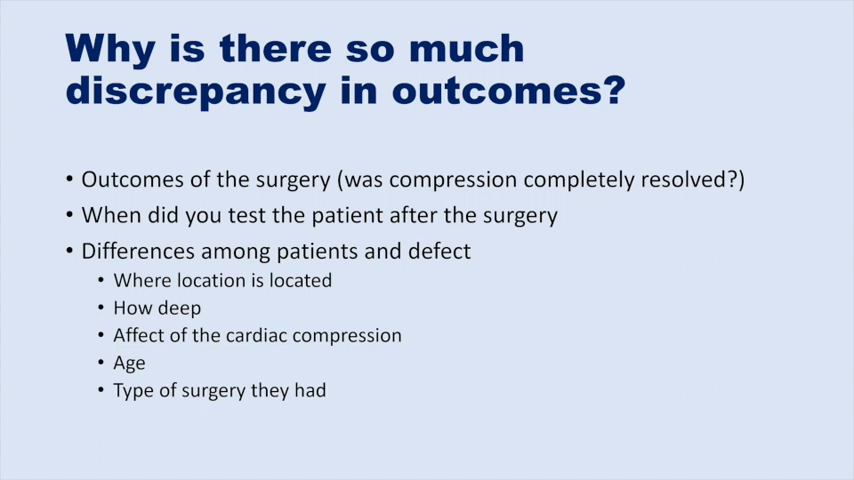 Why is there so much
discrepancy in outcomes?
• Outcomes of the surgery (was compression completely resolved?)
• When did you test the patient after the surgery
• Differences among patients and defect
• Where location is located
• How deep
• Affect of the cardiac compression
• Age
• Type of surgery they had